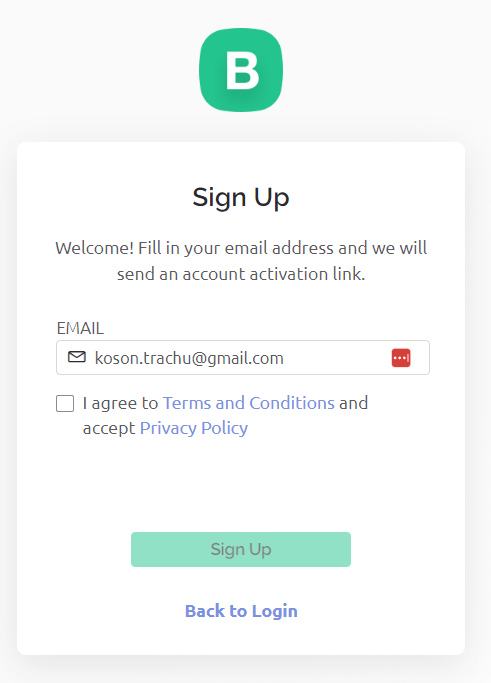 B
Sign Up
Welcome! Fill in your email address and we will
send an account activation link.
EMAIL
koson.trachu@gmail.com
I agree to Terms and Conditions and
accept Privacy Policy
Sign Up
Back to Login